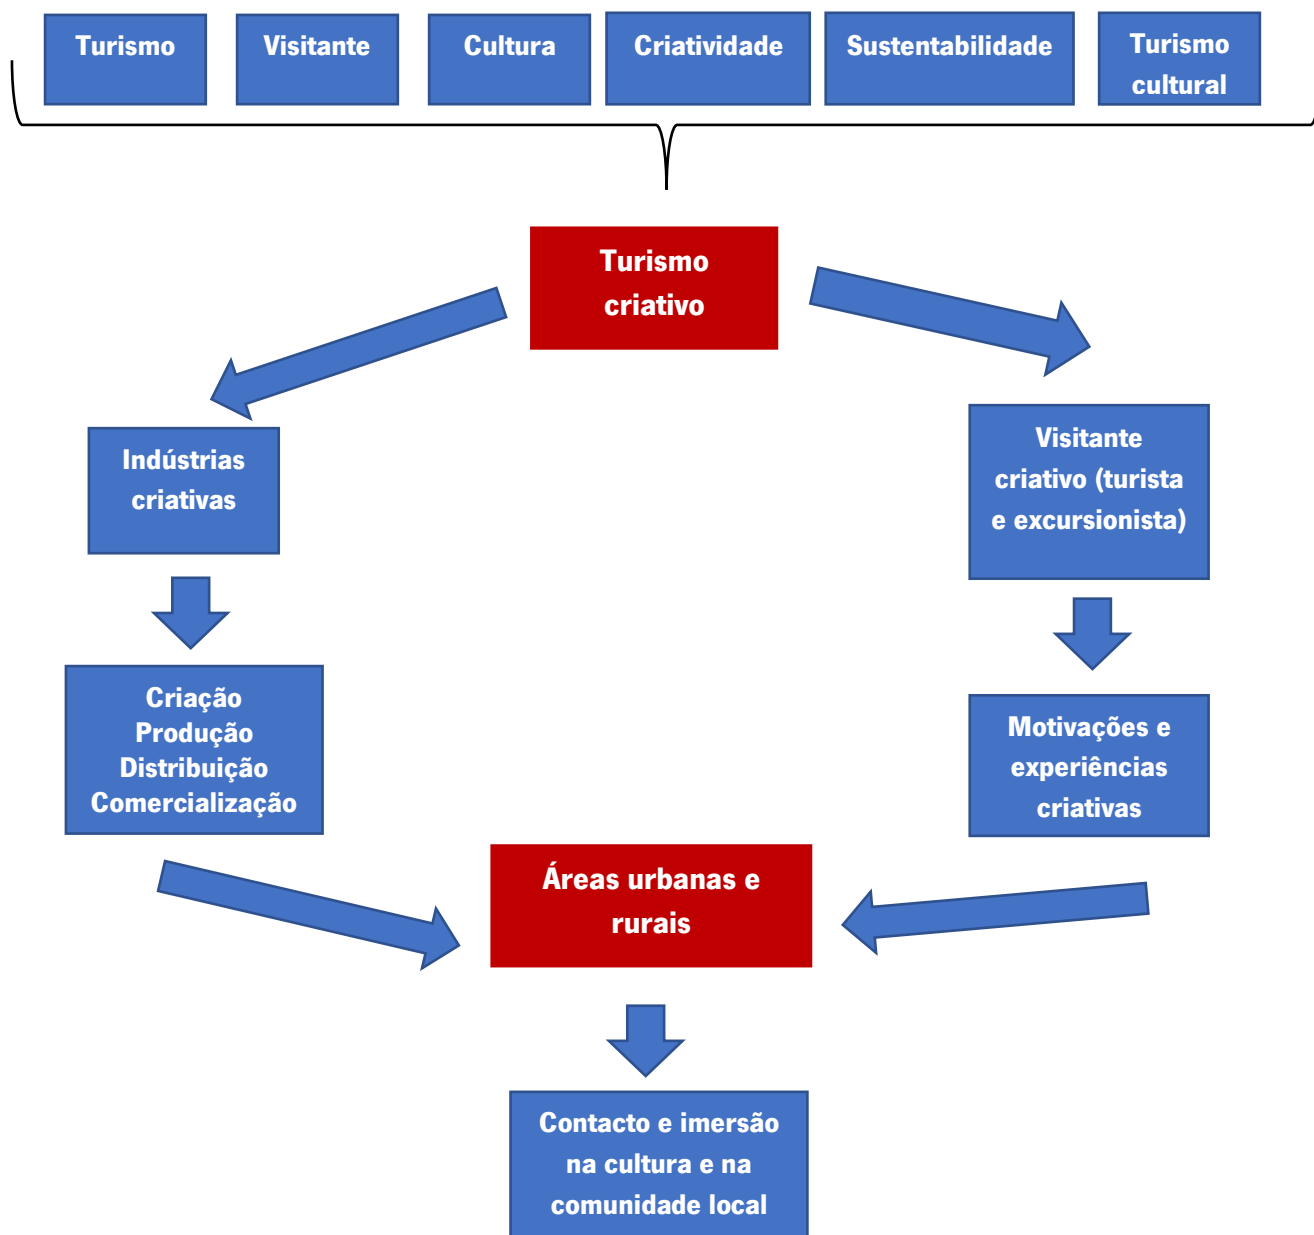 Turismo
Visitante
Cultura
Criatividade
Sustentabilidade
Turismo
cultural
Turismo
criativo
Indústrias
criativas
Visitante
criativo (turista
e excursionista)
Criação
Produção
Distribuição
Comercialização
Motivações e
experiências
criativas
Áreas urbanas e
rurais
Contacto e imersão
na cultura e na
comunidade local